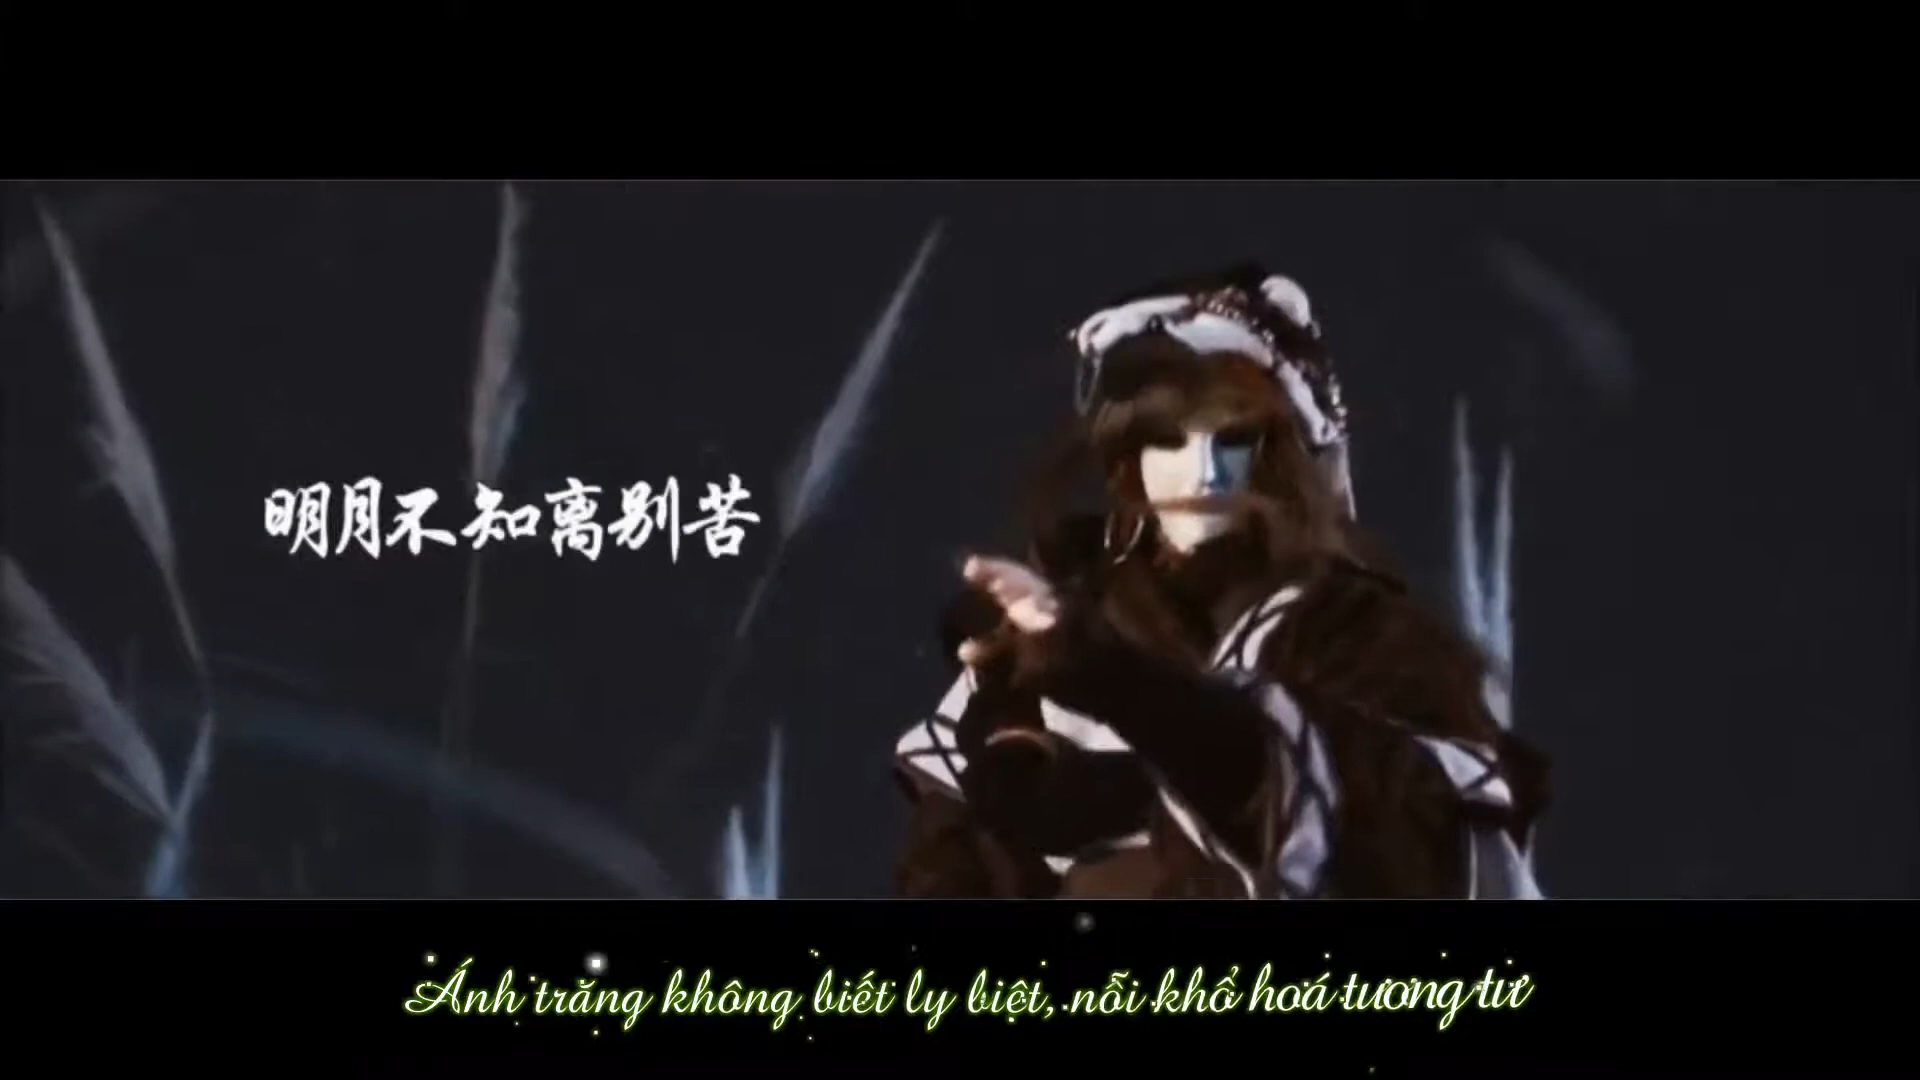 明月不知离别苦
Ánh trăng không biết ly biệt, nỗi khổ hoá tương tư